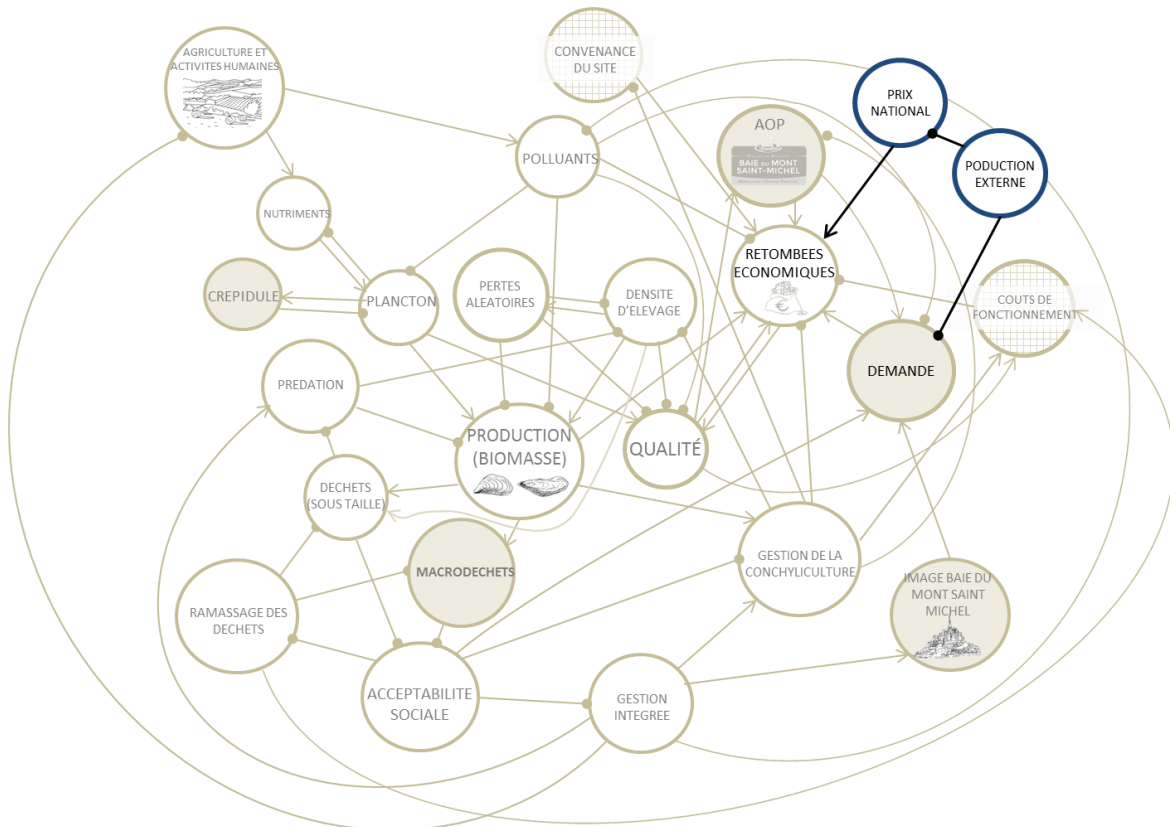 AGRICULTURE ET
ACTIVITES HUMAINES
CONVENANCE
DU SITE
PRIX
NATIONAL
AOP
BAIE DU MONT
SAINT-MICHEL
POLLUANTS
PODUCTION
EXTERNE
NUTRIMENTS
RETOMBEES
ECONOMIQUES
€
CREPIDULE
PLANCTON
PERTES
ALEATOIRES
DENSITE
D'ELEVAGE
COUTS DE
FONCTIONNEMENT
DEMANDE
PREDATION
PRODUCTION
(BIOMASSE)
QUALITÉ
DECHETS
(SOUS TAILLE)
MACRODECHETS
GESTION DE LA
CONCHYLICULTURE
IMAGE BAIE DU
MONT SAINT
MICHEL
RAMASSAGE DES
DECHETS
ACCEPTABILITE
SOCIALE
GESTION
INTEGREE